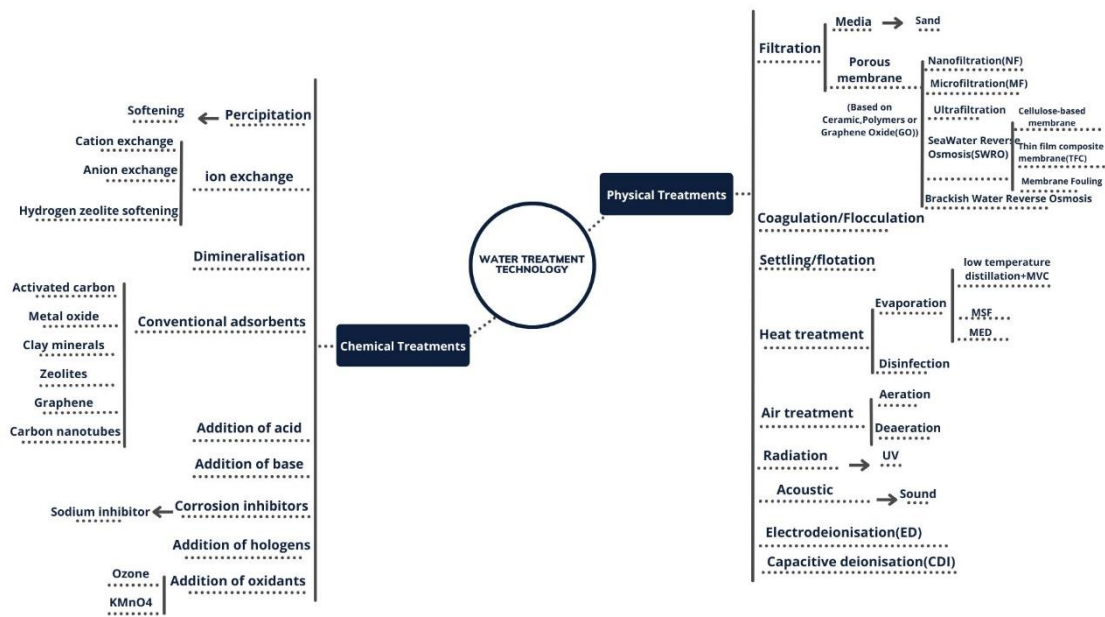 WATER TREATMENT
TECHNOLOGY
Physical Treatments
Filtration
Media
Sand
Porous
membrane
(Based on
Ceramic,Polymers or
Graphene Oxide(GO))
Nanofiltration(NF)
Microfiltration(MF)
Ultrafiltration
SeaWater Reverse
Osmosis(SWRO)
Cellulose-based
membrane
Thin film composite
membrane(TFC)
Membrane Fouling
Brackish Water Reverse Osmosis
Coagulation/Flocculation
Settling/flotation
Heat treatment
Evaporation
low temperature
distillation+MVC
MSF
MED
Disinfection
Air treatment
Aeration
Deaeration
Radiation
UV
Acoustic
Sound
Electrodeionisation(ED)
Capacitive deionisation(CDI)
Chemical Treatments
Percipitation
Softening
ion exchange
Cation exchange
Anion exchange
Hydrogen zeolite softening
Dimineralisation
Conventional adsorbents
Activated carbon
Metal oxide
Clay minerals
Zeolites
Graphene
Carbon nanotubes
Addition of acid
Addition of base
Corrosion inhibitors
Sodium inhibitor
Addition of hologens
Addition of oxidants
Ozone
KMnO4